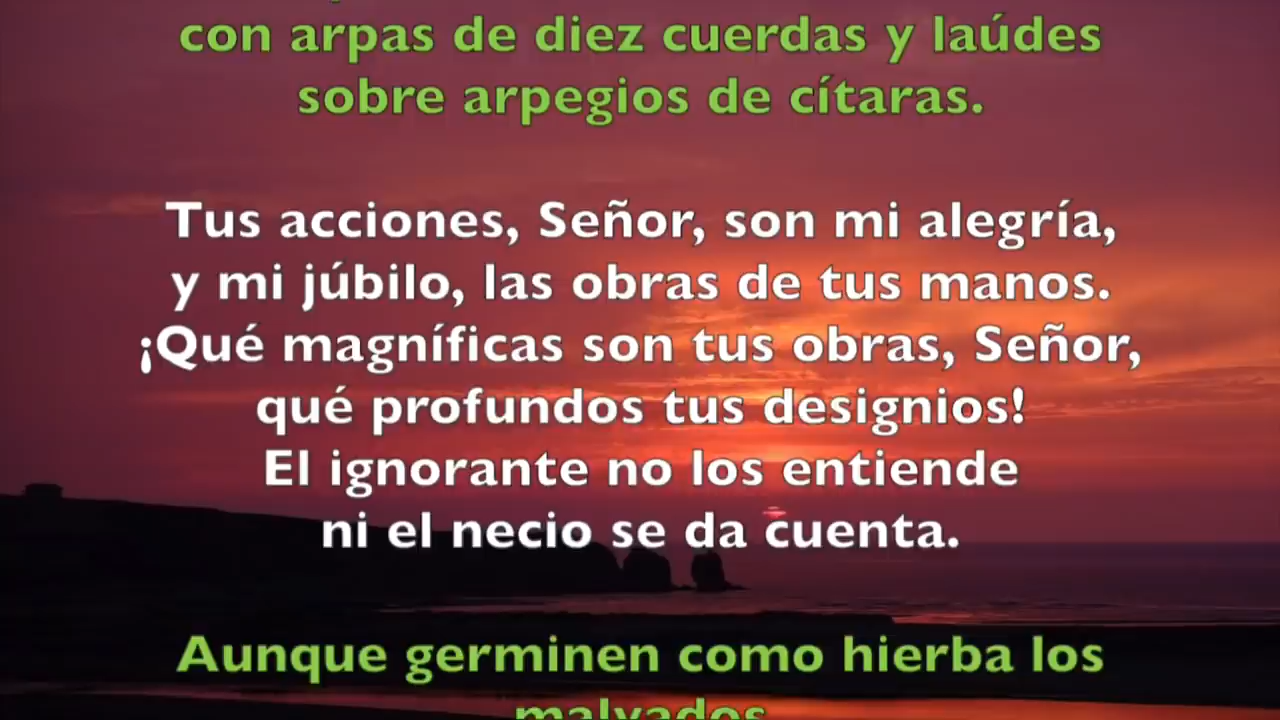 con arpas de diez cuerdas y laúdes
sobre arpegios de cítaras.
Tus acciones, Señor, son mi alegría,
y mi júbilo, las obras de tus manos.
¡Qué magníficas son tus obras, Señor,
qué profundos tus designios!
El ignorante no los entiende
ni el necio se da cuenta.
Aunque germinen como hierba los
malvados